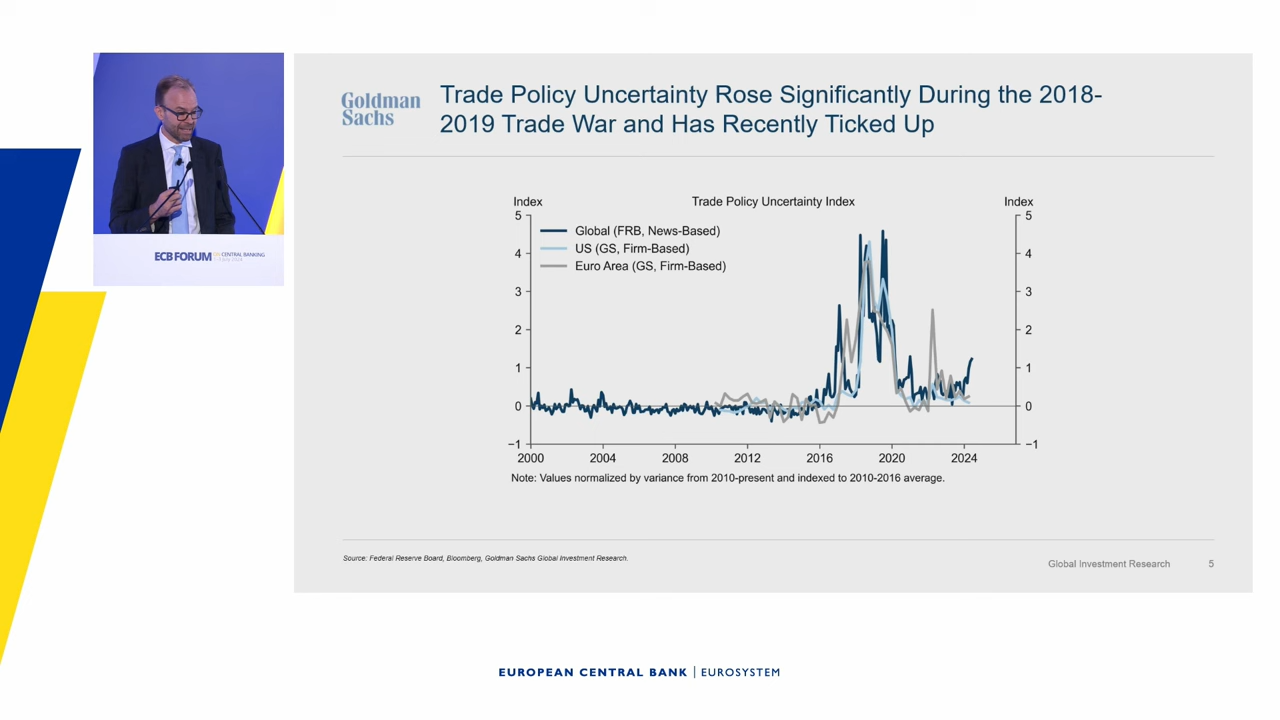 ECB FORUM ON CENTRAL BANKING
Goldman
Sachs
Trade Policy Uncertainty Rose Significantly During the 2018-
2019 Trade War and Has Recently Ticked Up
Index Trade Policy Uncertainty Index Index
Global (FRB, News-Based)
US (GS, Firm-Based)
Euro Area (GS, Firm-Based)
5 5
4 4
3 3
2 2
1 1
0 0
−1 −1
2000 2004 2008 2012 2016 2020 2024
Note: Values normalized by variance from 2010-present and indexed to 2010-2016 average.
Source: Federal Reserve Board, Bloomberg, Goldman Sachs Global Investment Research.
Global Investment Research 5
EUROPEAN CENTRAL BANK | EUROSYSTEM